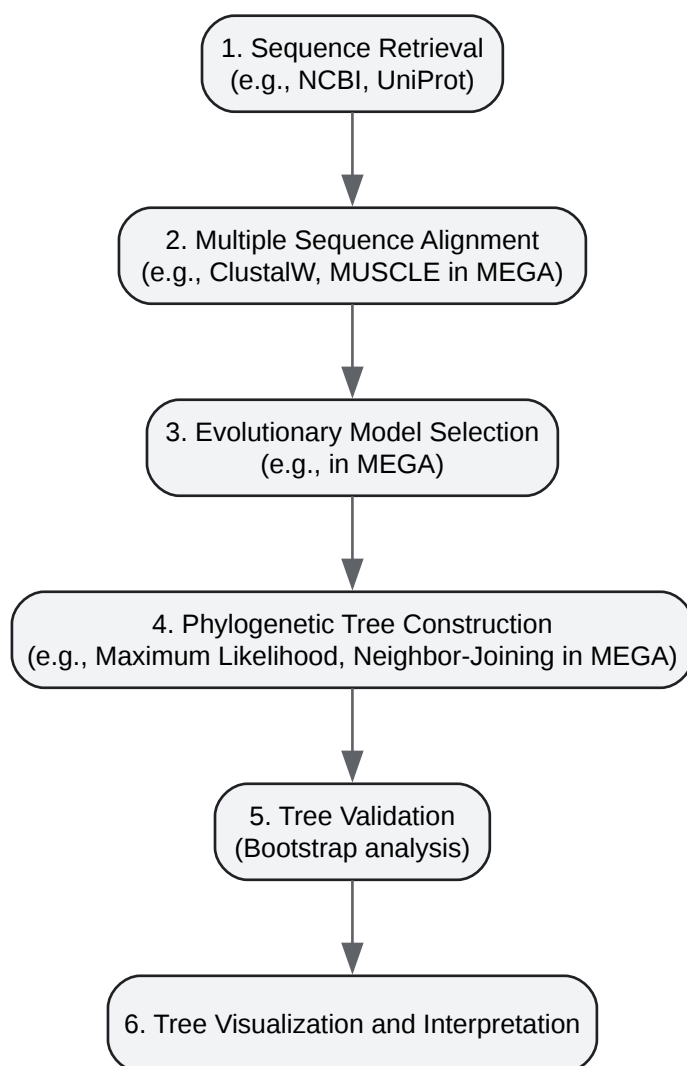 1. Sequence Retrieval
(e.g., NCBI, UniProt)
2. Multiple Sequence Alignment
(e.g., ClustalW, MUSCLE in MEGA)
3. Evolutionary Model Selection
(e.g., in MEGA)
4. Phylogenetic Tree Construction
(e.g., Maximum Likelihood, Neighbor-Joining in MEGA)
5. Tree Validation
(Bootstrap analysis)
6. Tree Visualization and Interpretation